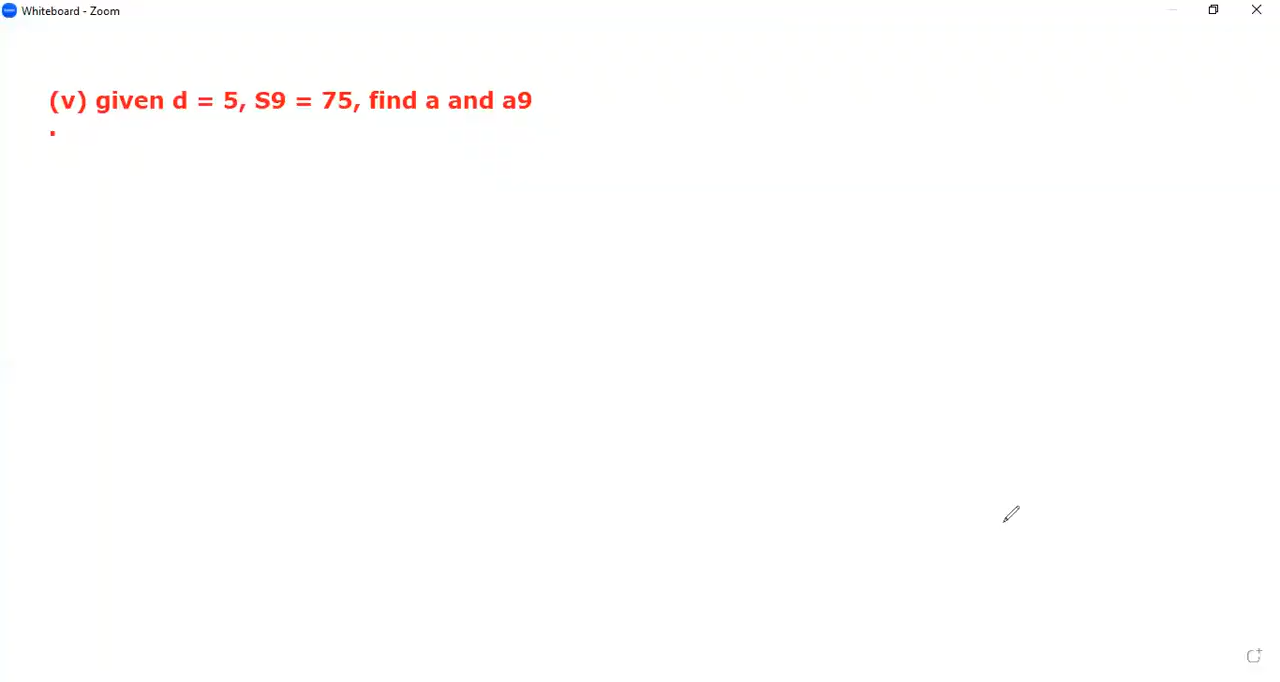 Whiteboard - Zoom
(v) given d = 5, S9 = 75, find a and a9
.